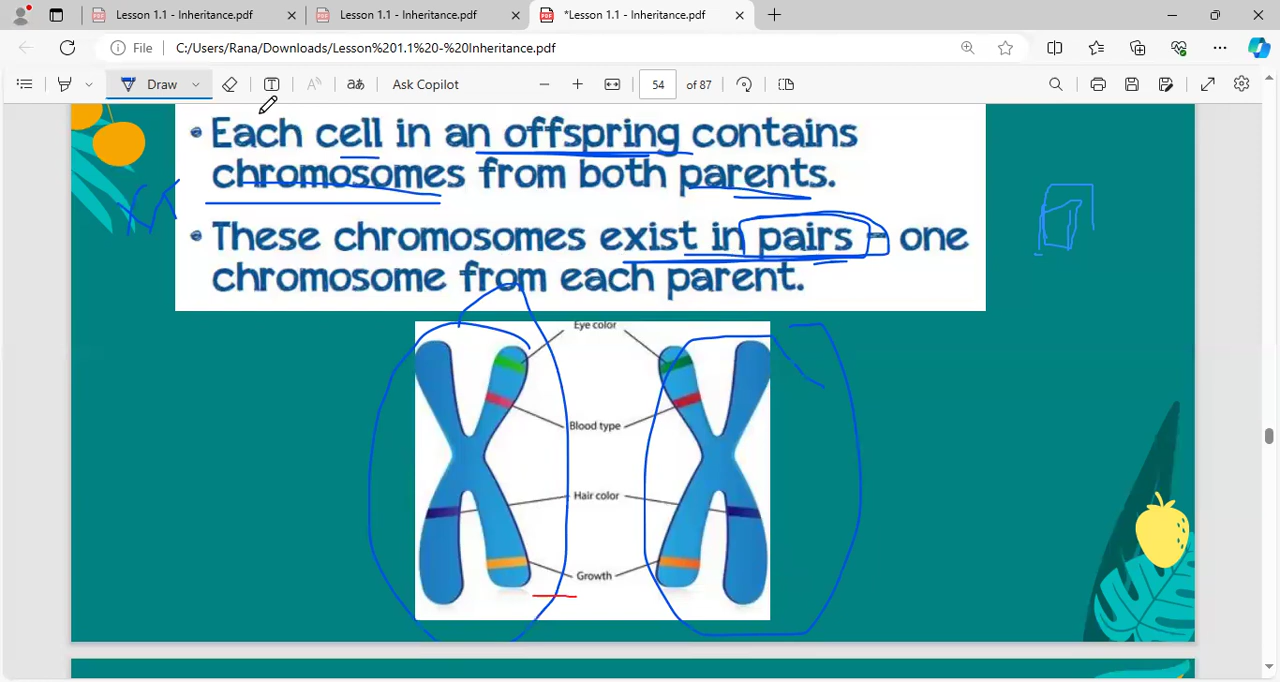 Lesson 1.1 - Inheritance.pdf
Lesson 1.1 - Inheritance.pdf
*Lesson 1.1 - Inheritance.pdf
File
C:/Users/Rana/Downloads/Lesson%201.1%20-%20Inheritance.pdf
Draw
Ask Copilot
54 of 87
• Each cell in an offspring contains
chromosomes from both parents.
• These chromosomes exist in pairs - one
chromosome from each parent.
Eye color
Blood type
Hair color
Growth